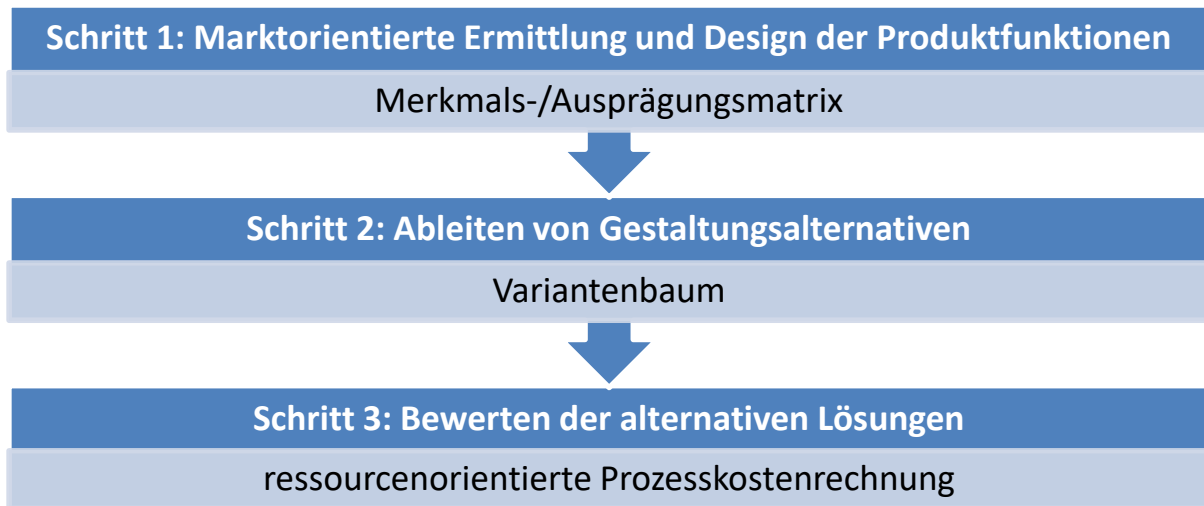 Schritt 1: Marktorientierte Ermittlung und Design der Produktfunktionen
Merkmals-/Ausprägungsmatrix
Schritt 2: Ableiten von Gestaltungsalternativen
Variantenbaum
Schritt 3: Bewerten der alternativen Lösungen
ressourcenorientierte Prozesskostenrechnung